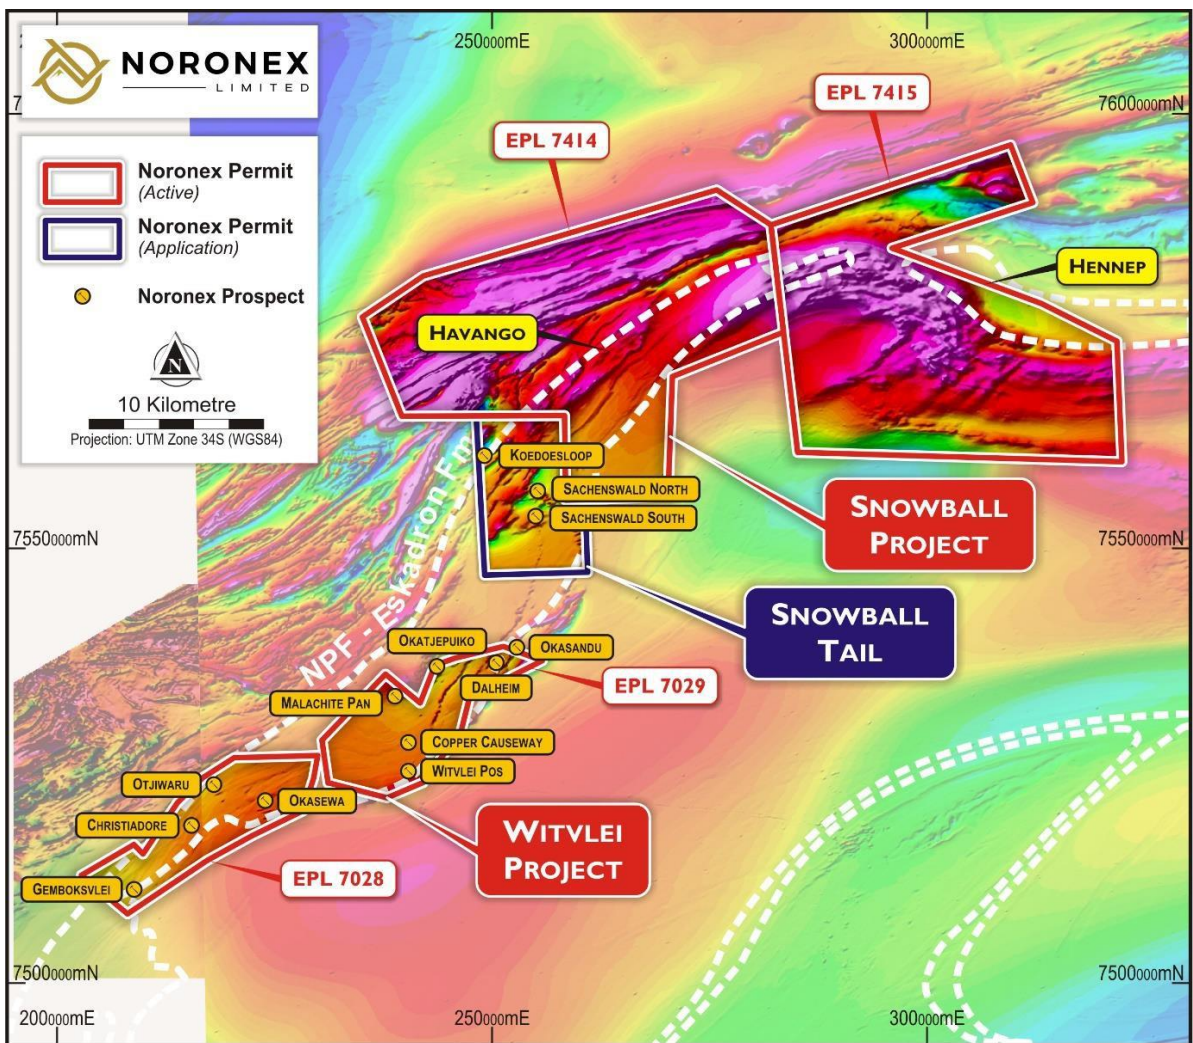 250000mE
300000mE
NORONEX
LIMITED
7600000mN
EPL 7415
EPL 7414
Noronex Permit
(Active)
Noronex Permit
(Application)
Noronex Prospect
N
10 Kilometre
Projection: UTM Zone 34S (WGS84)
HENNEP
HAVANGO
KOEDOESLOOP
SACHENSWALD NORTH
SACHENSWALD SOUTH
SNOWBALL
PROJECT
7550000mN
7550000mN
NPF - Eskadron Fm
SNOWBALL
TAIL
OKATJEPUIKO
OKASANDU
DALHEIM
EPL 7029
MALACHITE PAN
COPPER CAUSEWAY
WITVLEI POS
OTJIWARU
OKASEWA
CHRISTIADORE
WITVLEI
PROJECT
EPL 7028
GEMBOKSVLEI
7500000mN
7500000mN
200000mE
250000mE
300000mE